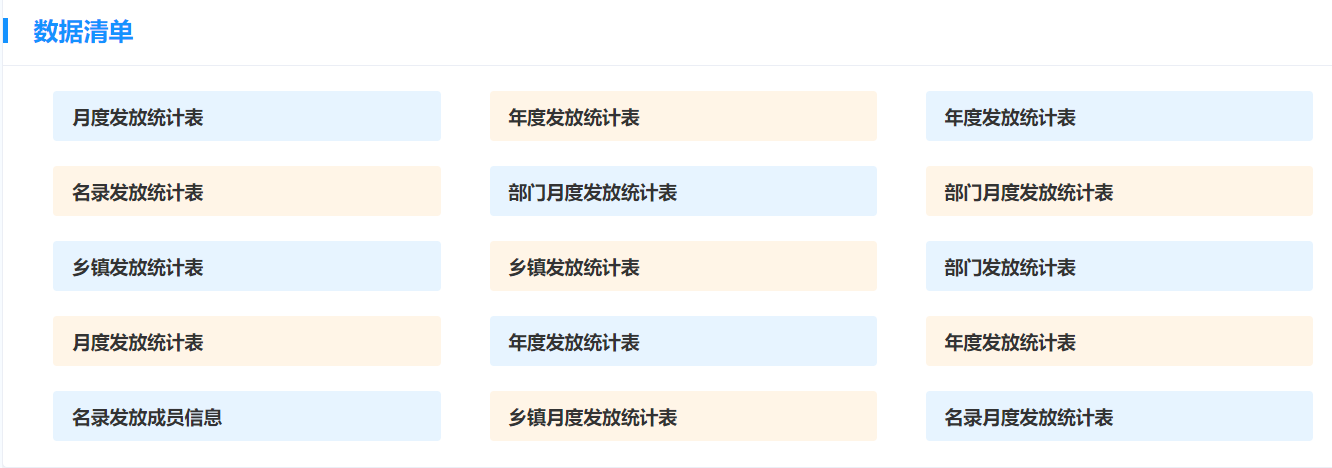 数据清单
月度发放统计表
年度发放统计表
年度发放统计表
名录发放统计表
部门月度发放统计表
部门月度发放统计表
乡镇发放统计表
乡镇发放统计表
部门发放统计表
月度发放统计表
年度发放统计表
年度发放统计表
名录发放成员信息
乡镇月度发放统计表
名录月度发放统计表